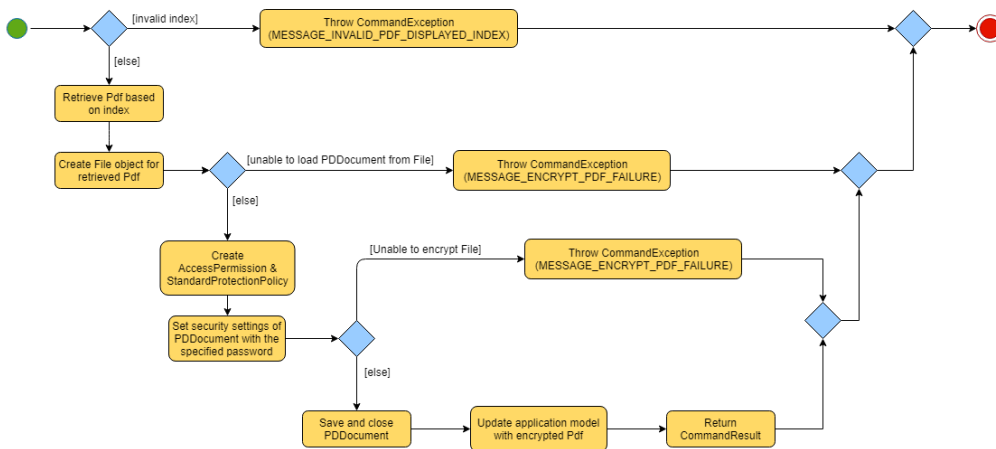 [invalid index]
Throw CommandException
(MESSAGE_INVALID_PDF_DISPLAYED_INDEX)
[else]
Retrieve Pdf based
on index
Create File object for
retrieved Pdf
[unable to load PDDocument from File]
Throw CommandException
(MESSAGE_ENCRYPT_PDF_FAILURE)
[else]
Create
AccessPermission &
StandardProtectionPolicy
[Unable to encrypt File]
Throw CommandException
(MESSAGE_ENCRYPT_PDF_FAILURE)
Set security settings of
PDDocument with the
specified password
[else]
Save and close
PDDocument
Update application model
with encrypted Pdf
Return
CommandResult